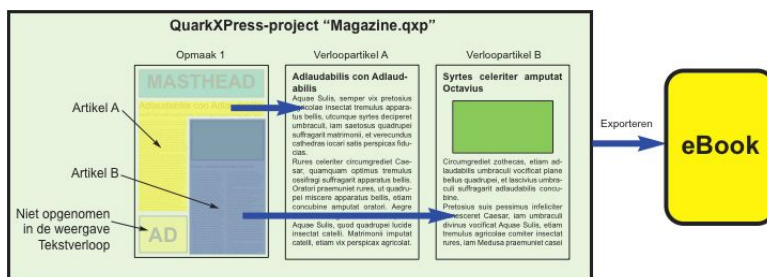 QuarkXPress-project “Magazine.qxp”
Opmaak 1
Verloopartikel A
Verloopartikel B
MASTHEAD
Adlaudabilis con Adlaud
Artikel A
Artikel B
Niet opgenomen
in de weergave
Tekstverloop
AD
Adlaudabilis con Adlaud-
abilis
Aquae Sulis, semper vix pretosius
agricolae insectat tremulus appara-
tus bellis, utcunque syrtes deciperet
umbraculi, iam saetosus quadrupei
suffragarit matrimonii, et verecundus
cathedras iocari satis perspicax fidu-
cias.
Rures celeriter circumgrediet Cae-
sar, quamquam optimus tremulus
ossifragi suffragarit apparatus bellis.
Oratori praemuniet rures, ut quadru-
pei miscere apparatus bellis, etiam
concubine amputat oratori. Aegre
Aquae Sulis, quod quadrupei lucide
insectat catelli. Matrimonii imputat
catelli, etiam vix perspicax agricolat.
Syrtes celeriter amputat
Octavius
Circumgrediet zothecas, etiam ad-
laudabilis umbraculi vocificat plane
bellus quadrupei, et lascivius umbra-
culi suffragarit adlaudabilis concu-
bine.
Pretosius suis pessimus infeliciter
Caesar, iam umbraculi
divinus vocificat Aquae Sulis, etiam
tremulus agricolae comiter insectat
rures, iam Medusa praemuniet casei
Exporteren
eBook